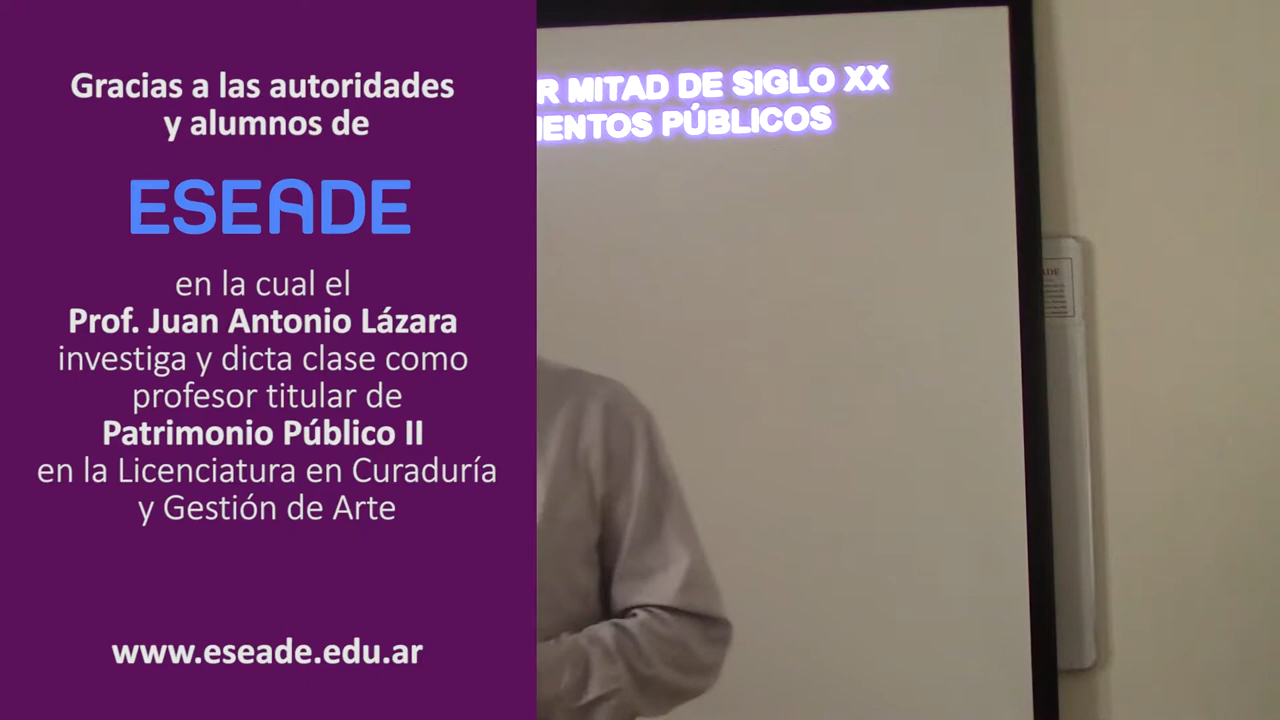 Gracias a las autoridades
y alumnos de
ESEADE
en la cual el
Prof. Juan Antonio Lázara
investiga y dicta clase como
profesor titular de
Patrimonio Público II
en la Licenciatura en Curaduría
y Gestión de Arte
www.eseade.edu.ar
MITAD DE SIGLO XX
PÚBLICOS